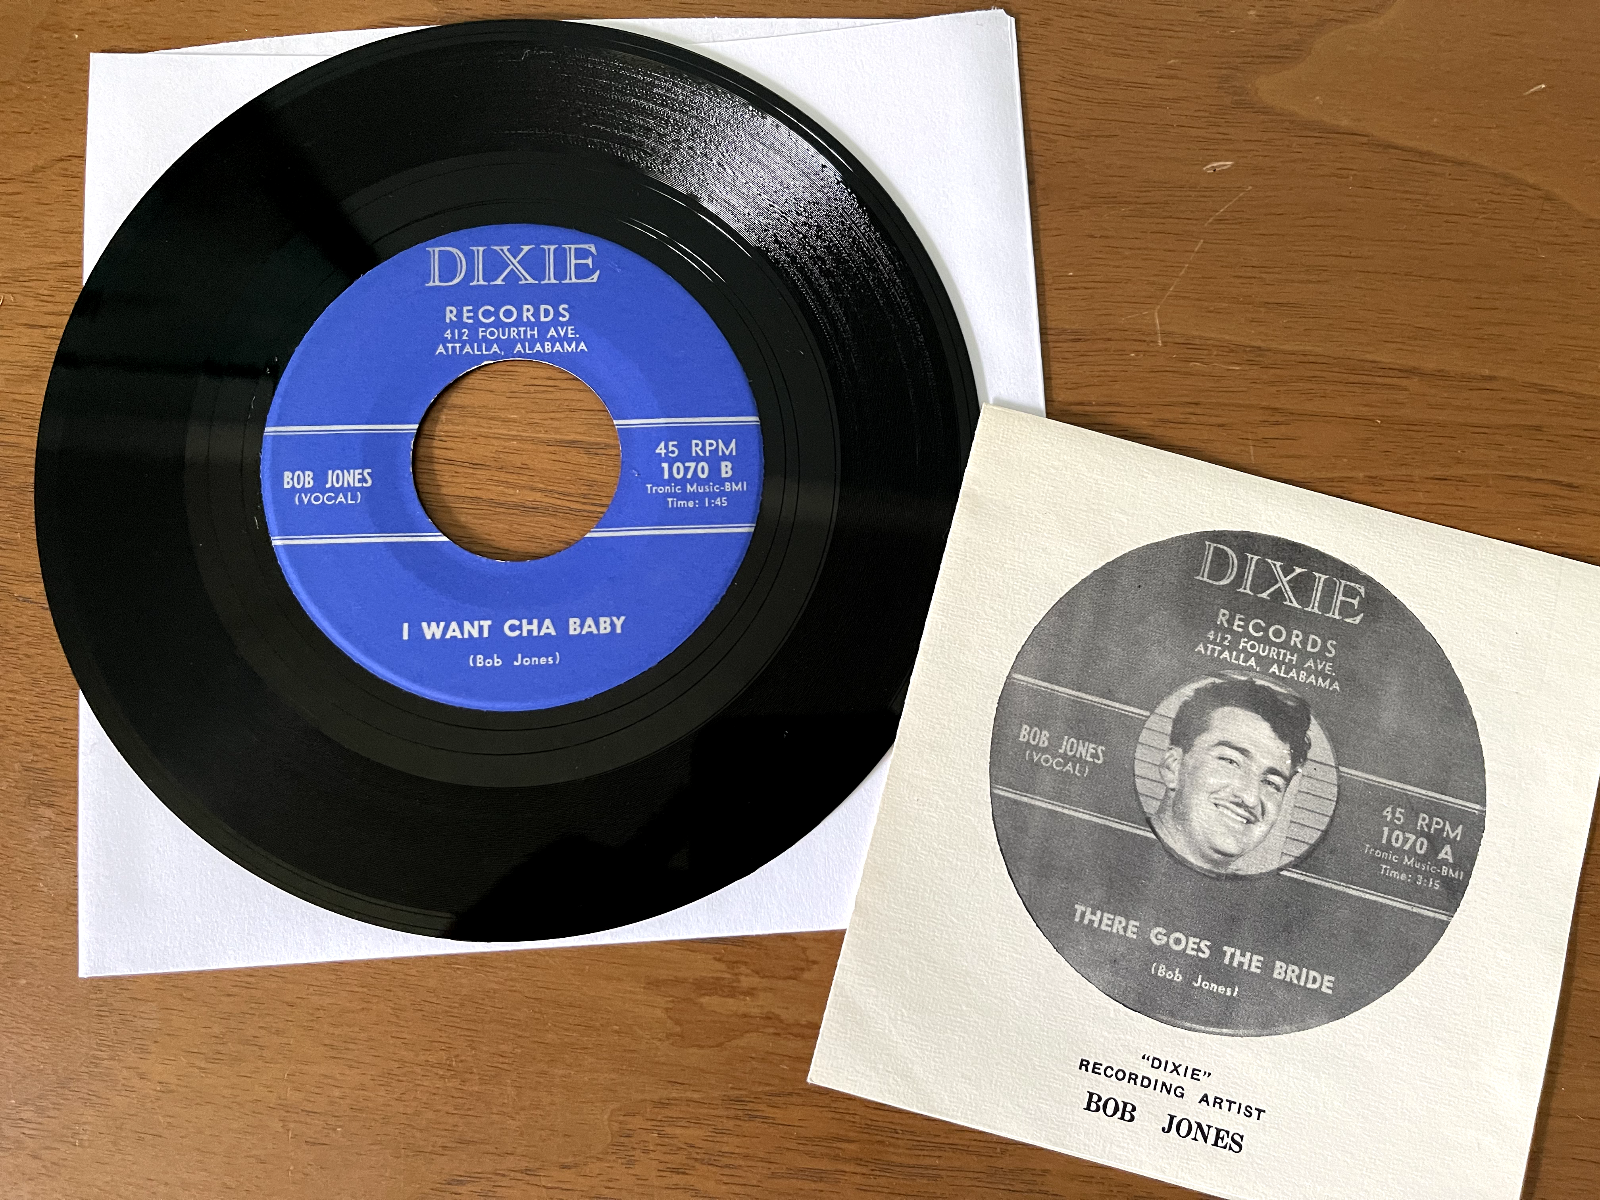 DIXIE
RECORDS
412 FOURTH AVE.
ATTALLA, ALABAMA
BOB JONES
(VOCAL)
45 RPM
1070 B
Tronic Music-BMI
Time: 1:45
I WANT CHA BABY
(Bob Jones)
DIXIE
RECORDS
412 FOURTH AVE.
ATTALLA, ALABAMA
BOB JONES
(VOCAL)
45 RPM
1070 A
Tronic Music-BMI
Time: 3:15
THERE GOES THE BRIDE
(Bob Jones)
"DIXIE"
RECORDING ARTIST
BOB JONES